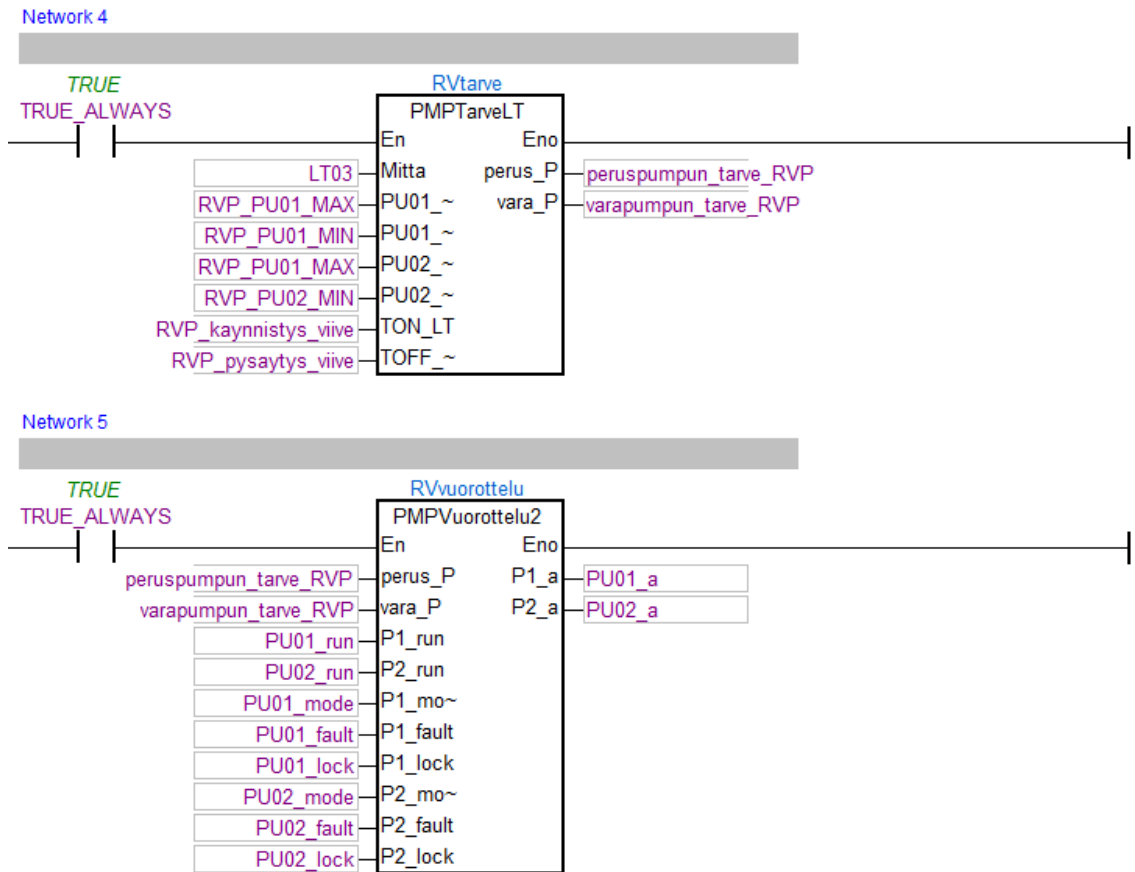 Network 4
TRUE
RVtarve
TRUE_ALWAYS
PMPTarveLT
En Eno
LT03 Mitta perus_P peruspumpun_tarve_RVP
RVP_PU01_MAX PU01_~ vara_P varapumpun_tarve_RVP
RVP_PU01_MIN PU01_~
RVP_PU01_MAX PU02_~
RVP_PU02_MIN PU02_~
RVP_kaynnistys_viive TON_LT
RVP_pysaytys_viive TOFF_~
Network 5
TRUE
RVvuorottelu
TRUE_ALWAYS
PMPVuorottelu2
En Eno
peruspumpun_tarve_RVP perus_P P1_a PU01_a
varapumpun_tarve_RVP vara_P P2_a PU02_a
PU01_run P1_run
PU02_run P2_run
PU01_mode P1_mo~
PU01_fault P1_fault
PU01_lock P1_lock
PU02_mode P2_mo~
PU02_fault P2_fault
PU02_lock P2_lock